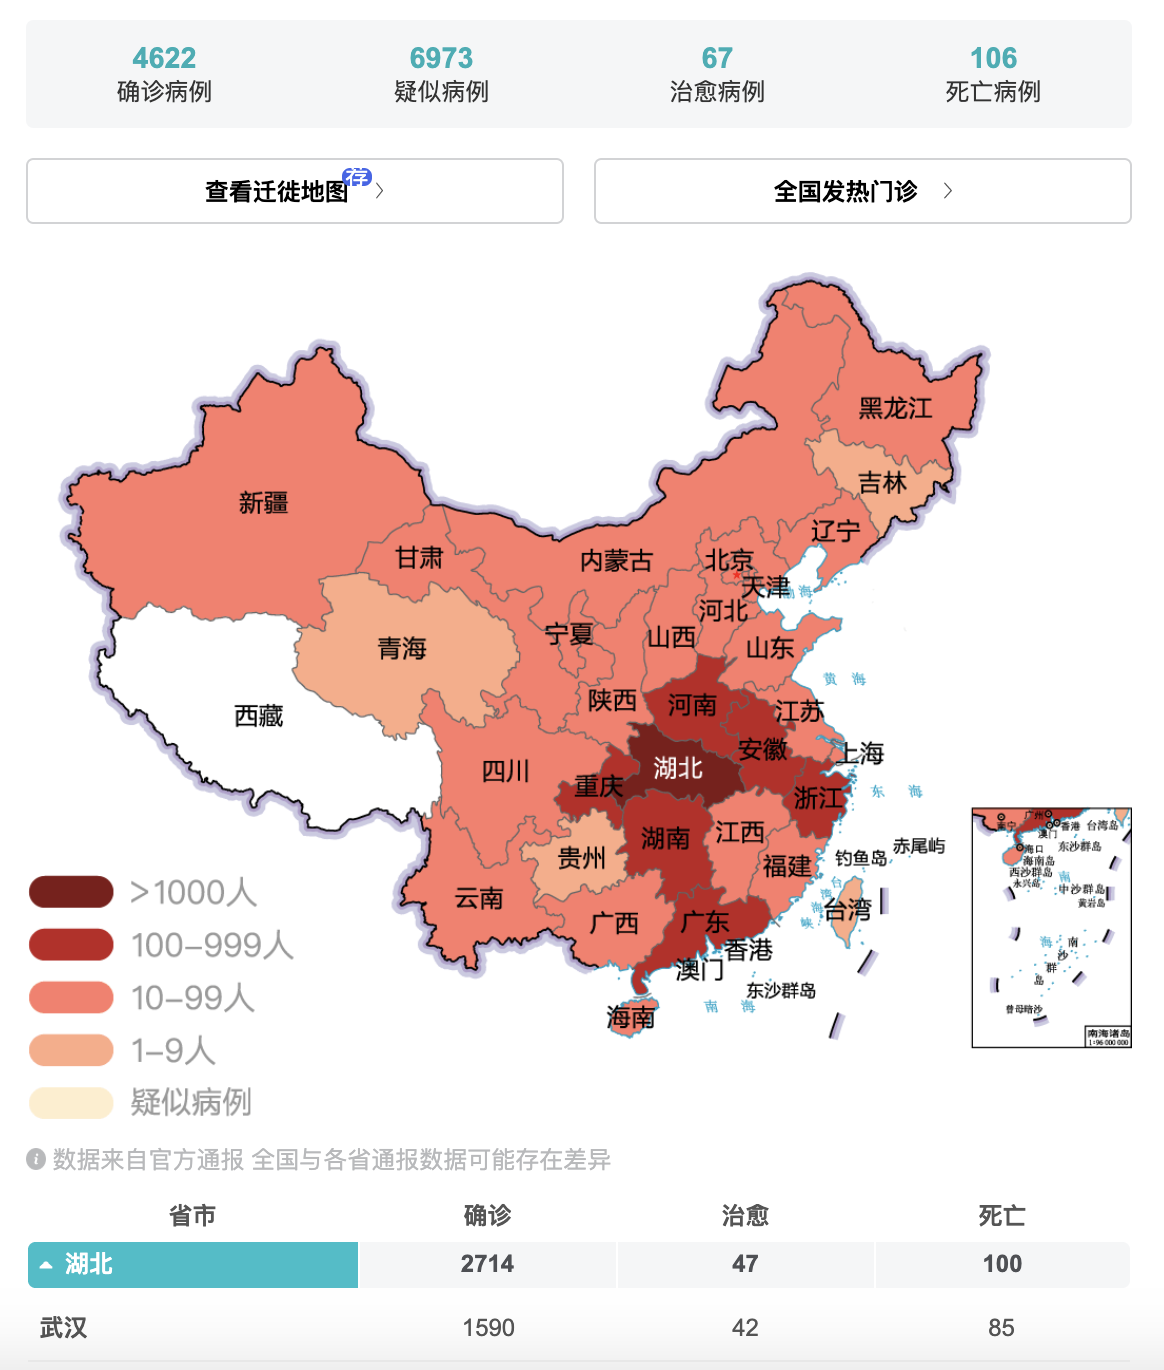 4622 6973 67 106
确诊病例 疑似病例 治愈病例 死亡病例
查看迁徙地图 荐 全国发热门诊
黑龙江
吉林
新疆
辽宁
甘肃 内蒙古 北京
天津
渤海
河北
宁夏 山西
青海 山东
黄 海
陕西 河南
西藏 江苏
安徽 上海
四川 湖北
重庆 浙江 东 海
湖南 江西
赤尾屿
贵州 福建 钓鱼岛
云南 台湾
台
湾
海
峡
广西 广东
香港
澳门
东沙群岛
南 海
海南
南宁 广州
香港 台湾岛
澳门
海口 东沙群岛
海南岛
西沙群岛
永兴岛 南
中沙群岛
黄岩岛
海 南
沙
群
岛
曾母暗沙
南海诸岛
1:96 000 000
>1000人
100-999人
10-99人
1-9人
疑似病例
数据来自官方通报 全国与各省通报数据可能存在差异
省市 确诊 治愈 死亡
湖北 2714 47 100
武汉 1590 42 85